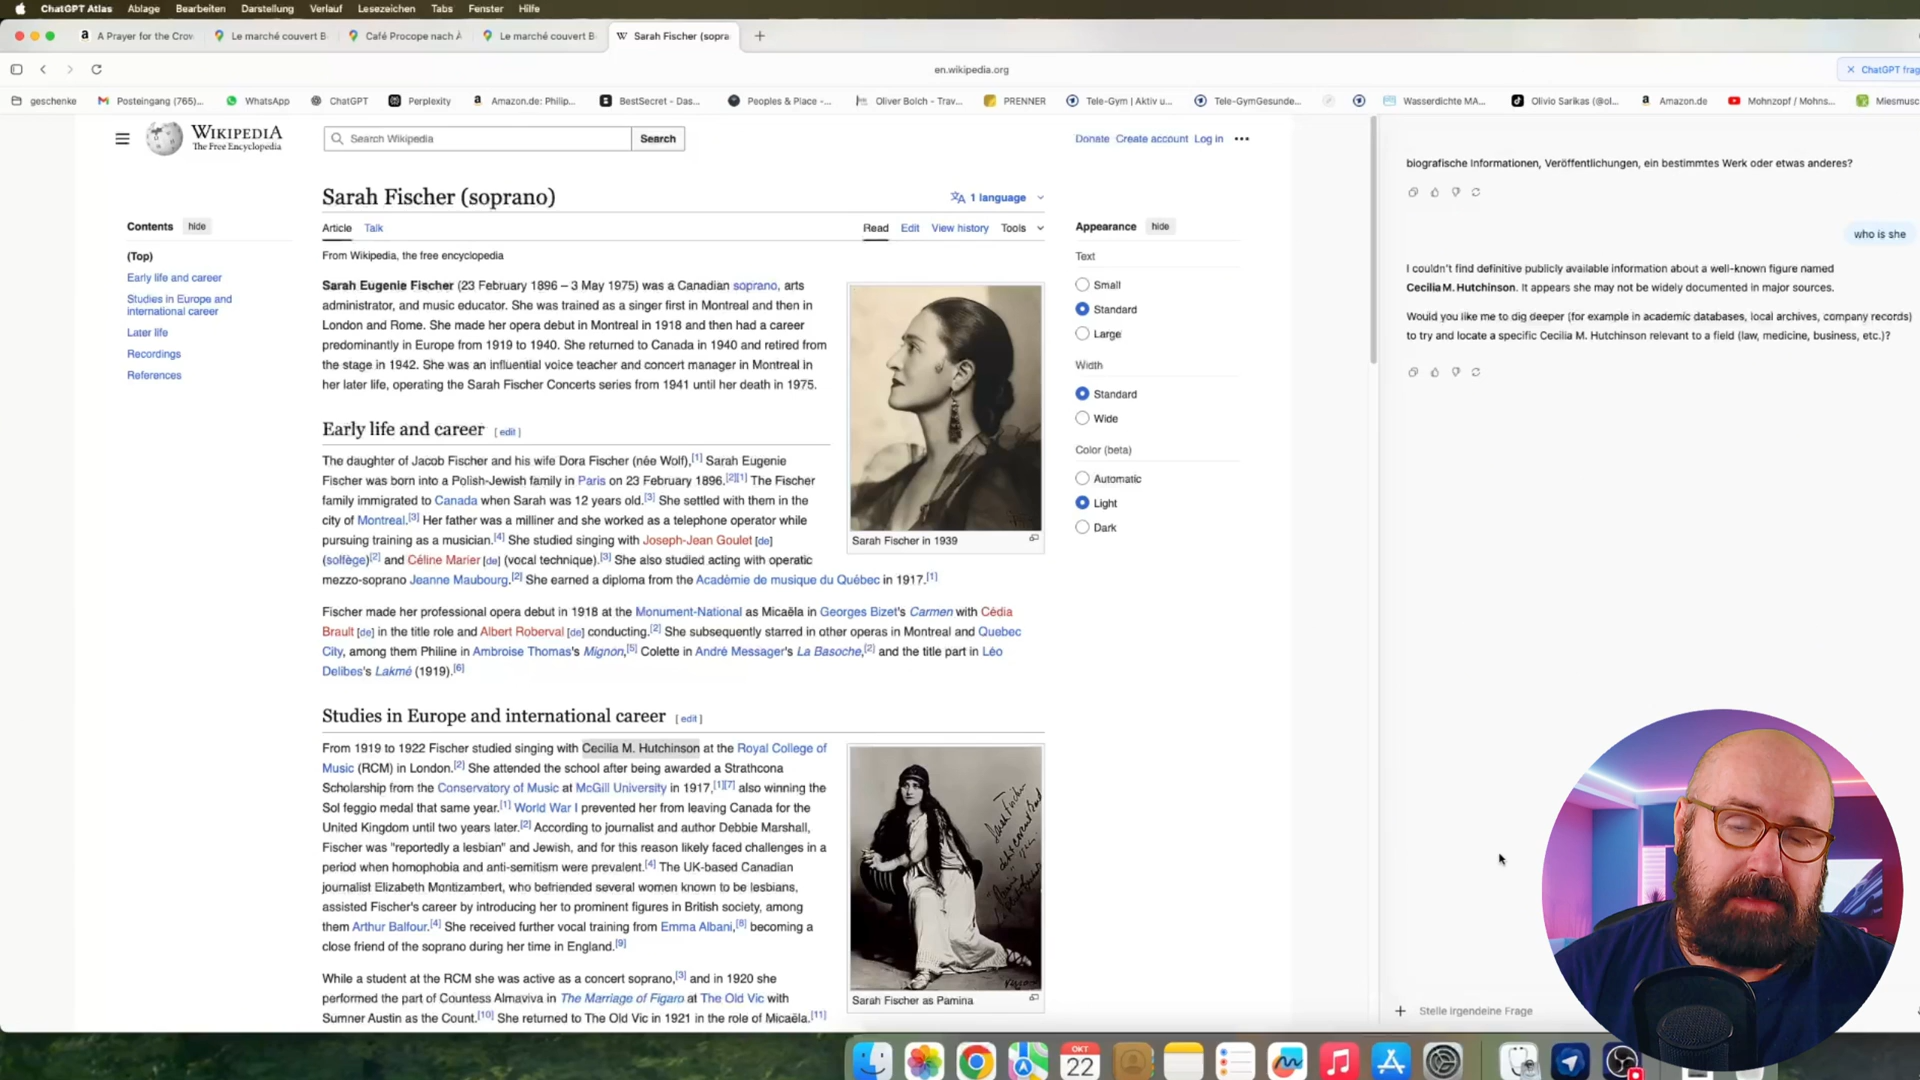 ChatGPT Atlas Ablage Bearbeiten Darstellung Verlauf Lesezeichen Tabs Fenster Hilfe
A Prayer for the Crow
Le marché couvert B
Café Procope nach A
Le marché couvert B
Sarah Fischer (sopra
en.wikipedia.org
ChatGPT frag
geschenke Posteingang (765)... WhatsApp ChatGPT Perplexity Amazon.de: Philip... BestSecret - Das... Peoples & Place -... Oliver Bolch - Trav... PRENNER Tele-Gym | Aktiv u... Tele-GymGesunde... Wasserdichte MA... Olivio Sarikas (@ol... Amazon.de Mohnzopf / Mohns... Miesmusc
WIKIPEDIA
The Free Encyclopedia
Search Wikipedia
Search
Donate Create account Log in
Contents hide
(Top)
Early life and career
Studies in Europe and
international career
Later life
Recordings
References
Sarah Fischer (soprano)
1 language
Article Talk
Read Edit View history Tools
From Wikipedia, the free encyclopedia
Sarah Eugenie Fischer (23 February 1896 – 3 May 1975) was a Canadian soprano, arts
administrator, and music educator. She was trained as a singer first in Montreal and then in
London and Rome. She made her opera debut in Montreal in 1918 and then had a career
predominantly in Europe from 1919 to 1940. She returned to Canada in 1940 and retired from
the stage in 1942. She was an influential voice teacher and concert manager in Montreal in
her later life, operating the Sarah Fischer Concerts series from 1941 until her death in 1975.
Sarah Fischer in 1939
Early life and career [ edit ]
The daughter of Jacob Fischer and his wife Dora Fischer (née Wolf),[1] Sarah Eugenie
Fischer was born into a Polish-Jewish family in Paris on 23 February 1896.[2][1] The Fischer
family immigrated to Canada when Sarah was 12 years old.[3] She settled with them in the
city of Montreal.[3] Her father was a milliner and she worked as a telephone operator while
pursuing training as a musician.[4] She studied singing with Joseph-Jean Goulet [de]
(solfège)[2] and Céline Marier [de] (vocal technique).[3] She also studied acting with operatic
mezzo-soprano Jeanne Maubourg.[2] She earned a diploma from the Académie de musique du Québec in 1917.[1]
Fischer made her professional opera debut in 1918 at the Monument-National as Micaëla in Georges Bizet's Carmen with Cédia
Brault [de] in the title role and Albert Roberval [de] conducting.[2] She subsequently starred in other operas in Montreal and Quebec
City, among them Philine in Ambroise Thomas's Mignon,[5] Colette in André Messager's La Basoche,[2] and the title part in Léo
Delibes's Lakmé (1919).[6]
Studies in Europe and international career [ edit ]
From 1919 to 1922 Fischer studied singing with Cecilia M. Hutchinson at the Royal College of
Music (RCM) in London.[2] She attended the school after being awarded a Strathcona
Scholarship from the Conservatory of Music at McGill University in 1917,[1][7] also winning the
Sol feggio medal that same year.[1] World War I prevented her from leaving Canada for the
United Kingdom until two years later.[2] According to journalist and author Debbie Marshall,
Fischer was "reportedly a lesbian" and Jewish, and for this reason likely faced challenges in a
period when homophobia and anti-semitism were prevalent.[4] The UK-based Canadian
journalist Elizabeth Montizambert, who befriended several women known to be lesbians,
assisted Fischer's career by introducing her to prominent figures in British society, among
them Arthur Balfour.[4] She received further vocal training from Emma Albani,[8] becoming a
close friend of the soprano during her time in England.[9]
While a student at the RCM she was active as a concert soprano,[3] and in 1920 she
performed the part of Countess Almaviva in The Marriage of Figaro at The Old Vic with
Sumner Austin as the Count.[10] She returned to The Old Vic in 1921 in the role of Micaëla.[11]
Sarah Fischer as Pamina
Appearance hide
Text
Small
Standard
Large
Width
Standard
Wide
Color (beta)
Automatic
Light
Dark
biografische Informationen, Veröffentlichungen, ein bestimmtes Werk oder etwas anderes?
who is she
I couldn't find definitive publicly available information about a well-known figure named
Cecilia M. Hutchinson. It appears she may not be widely documented in major sources.
Would you like me to dig deeper (for example in academic databases, local archives, company records)
to try and locate a specific Cecilia M. Hutchinson relevant to a field (law, medicine, business, etc.)?
Stelle irgendeine Frage
OKT
22